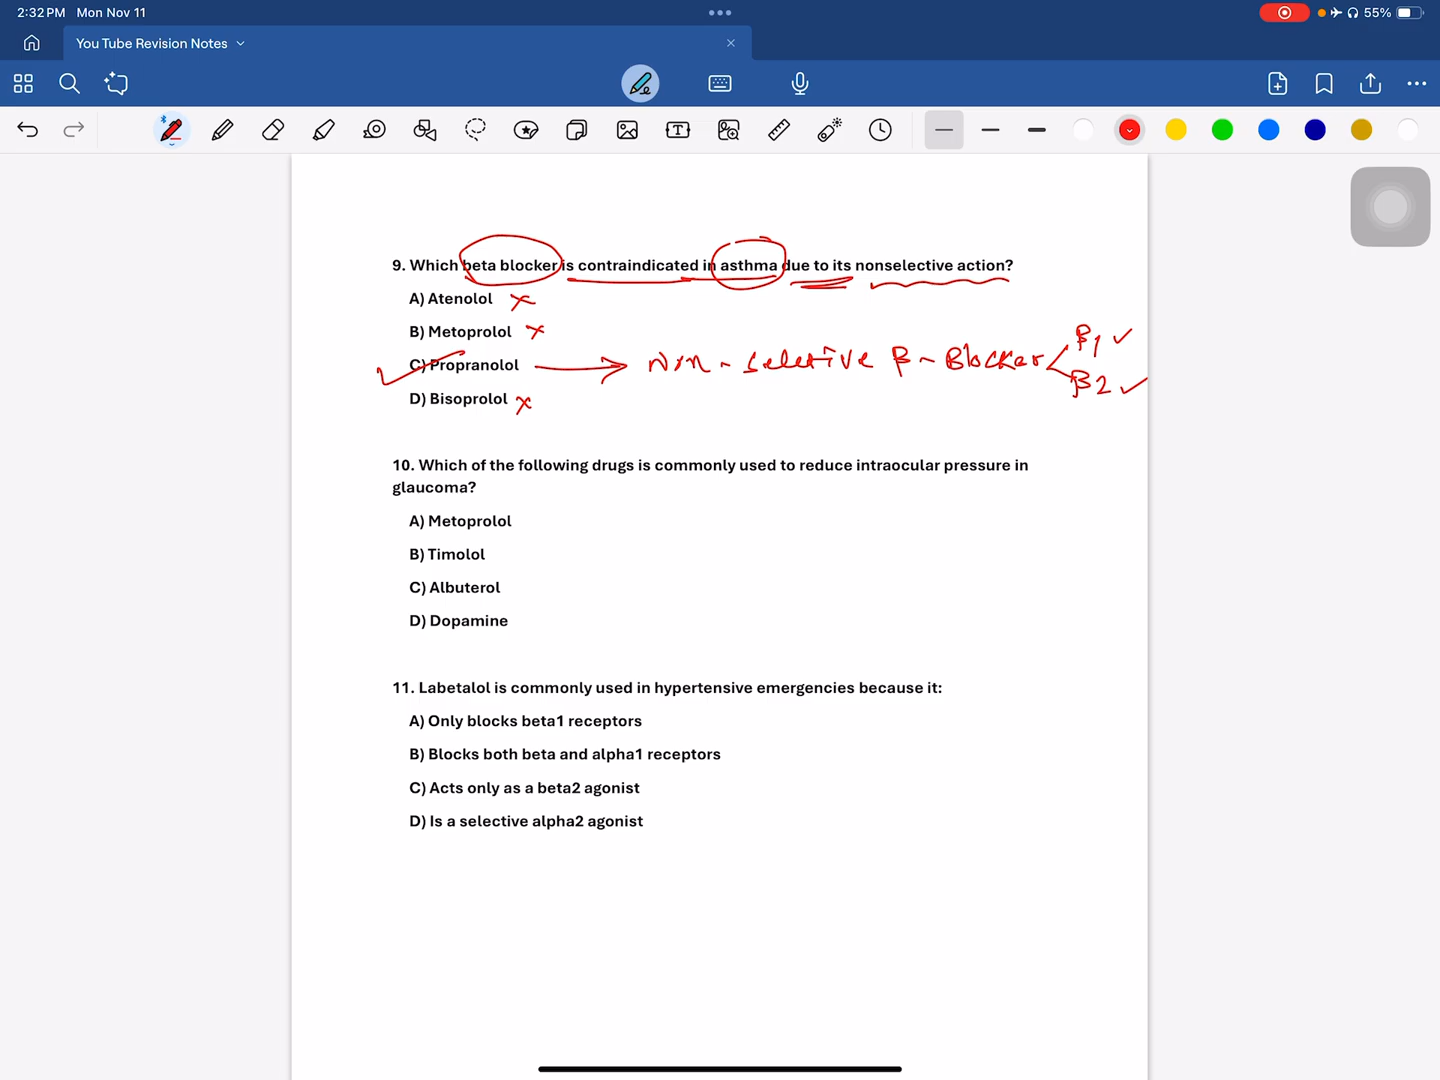 2:32 PM Mon Nov 11
55%
You Tube Revision Notes
9. Which beta blocker is contraindicated in asthma due to its nonselective action?
A) Atenolol
B) Metoprolol
C) Propranolol
Non - Seletive β - Blocker
β1
β2
D) Bisoprolol
10. Which of the following drugs is commonly used to reduce intraocular pressure in
glaucoma?
A) Metoprolol
B) Timolol
C) Albuterol
D) Dopamine
11. Labetalol is commonly used in hypertensive emergencies because it:
A) Only blocks beta1 receptors
B) Blocks both beta and alpha1 receptors
C) Acts only as a beta2 agonist
D) Is a selective alpha2 agonist